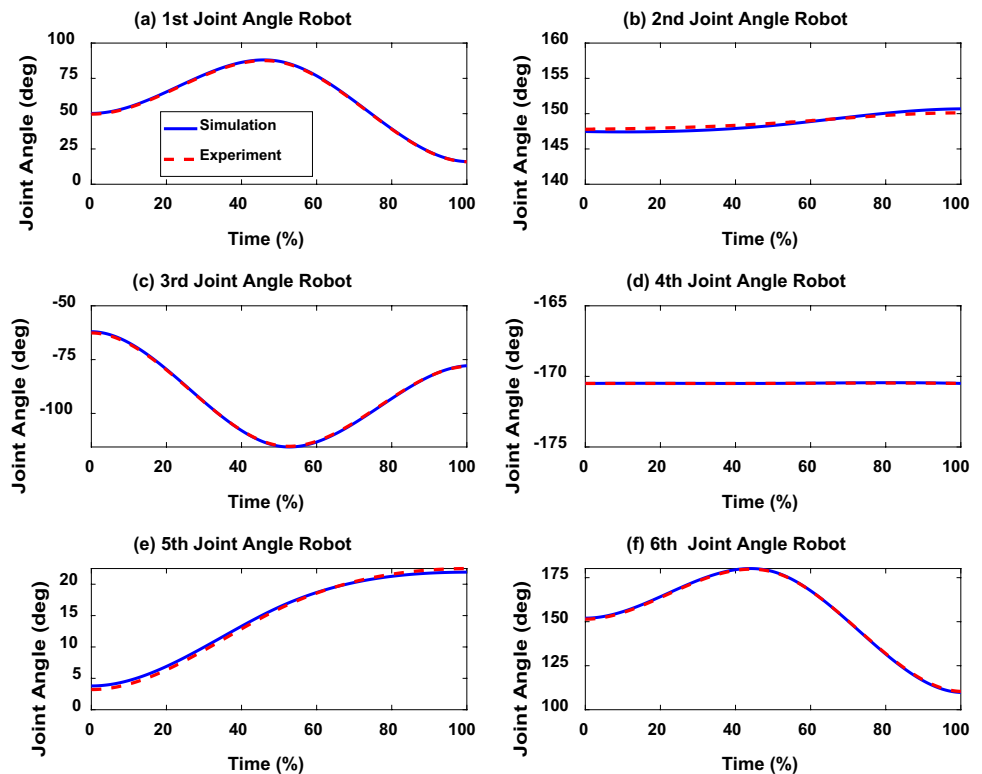 (a) 1st Joint Angle Robot
Joint Angle (deg)
100
75
50
25
0
Simulation
Experiment
0 20 40 60 80 100
Time (%)
(b) 2nd Joint Angle Robot
Joint Angle (deg)
160
155
150
145
140
0 20 40 60 80 100
Time (%)
(c) 3rd Joint Angle Robot
Joint Angle (deg)
-50
-75
-100
0 20 40 60 80 100
Time (%)
(d) 4th Joint Angle Robot
Joint Angle (deg)
-165
-170
-175
0 20 40 60 80 100
Time (%)
(e) 5th Joint Angle Robot
Joint Angle (deg)
20
15
10
5
0
0 20 40 60 80 100
Time (%)
(f) 6th Joint Angle Robot
Joint Angle (deg)
175
150
125
100
0 20 40 60 80 100
Time (%)